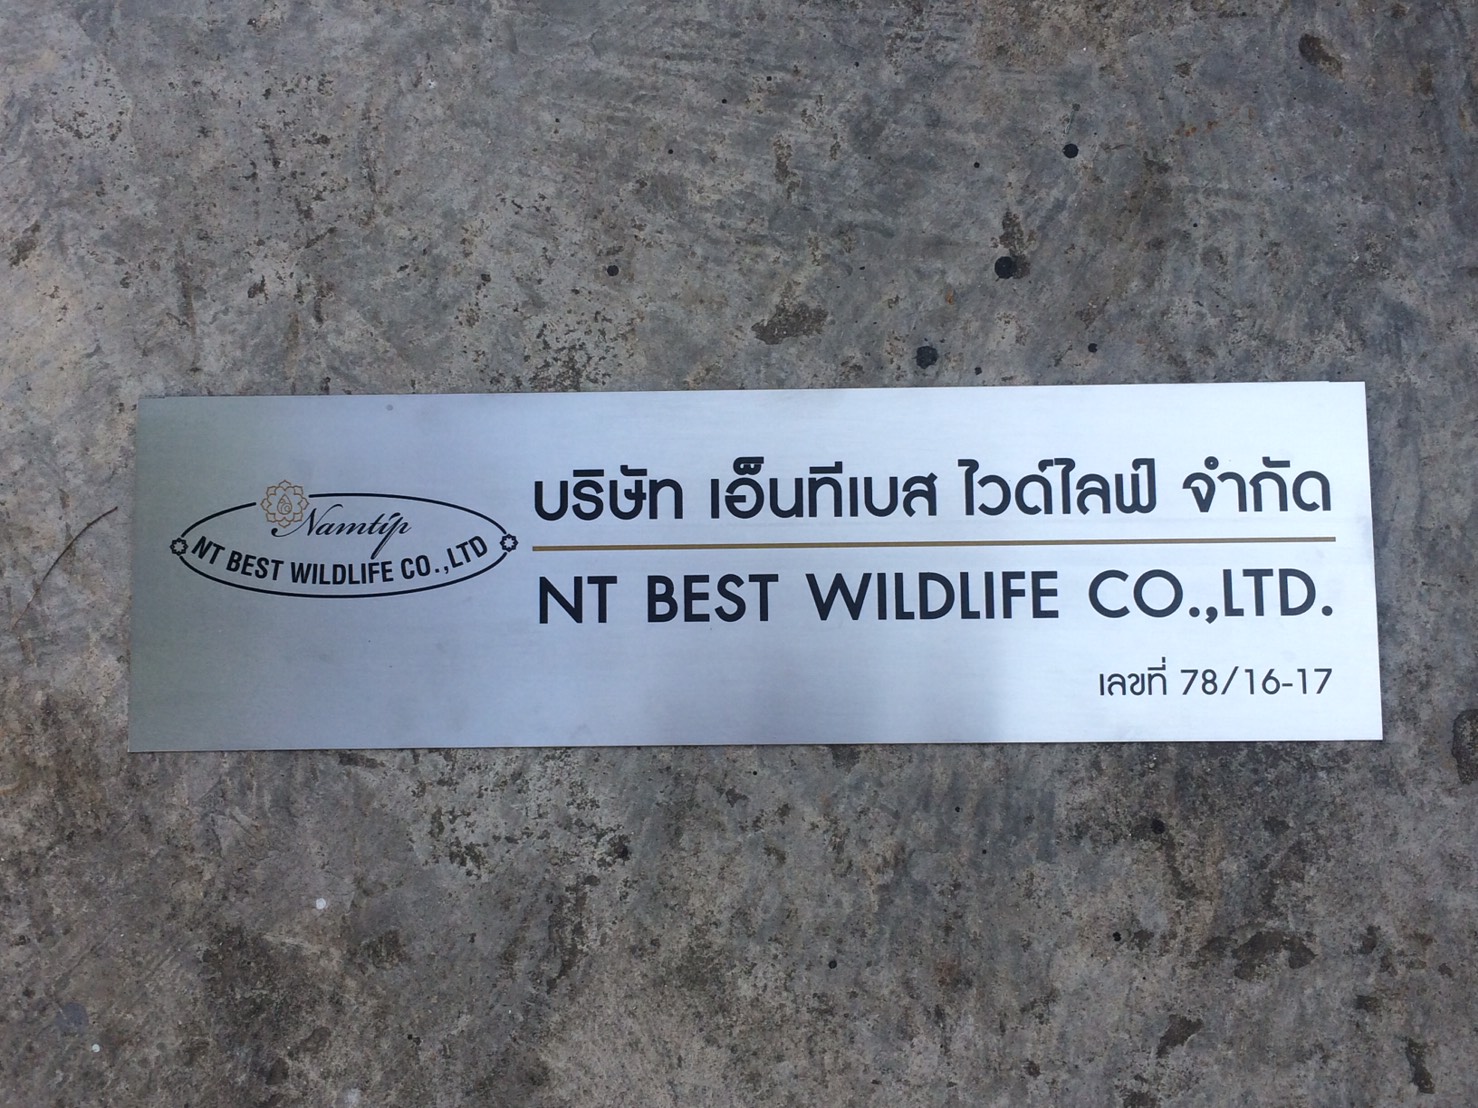 Namtip
NT BEST WILDLIFE CO.,LTD
บริษัท เอ็นทีเบส ไวด์ไลฟ์ จำกัด
NT BEST WILDLIFE CO.,LTD.
เลขที่ 78/16-17